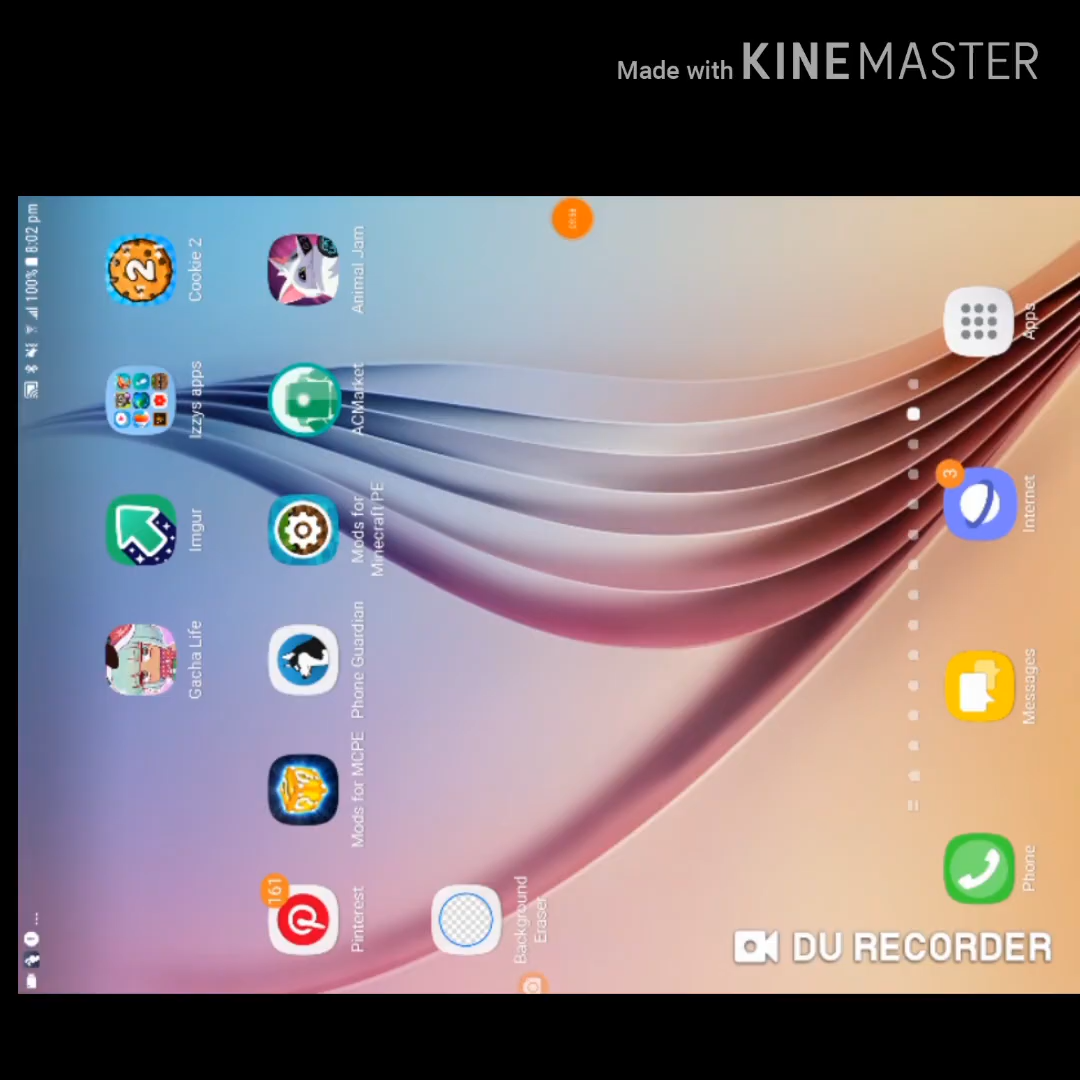 Made with KINEMASTER
100% 8:02 pm
Gacha Life
Imgur
Izzys apps
Cookie 2
161
Pinterest
Mods for MCPE
Phone Guardian
Mods for
Minecraft PE
ACMarket
Animal Jam
Background
Eraser
Phone
Messages
3
Internet
Apps
DU RECORDER